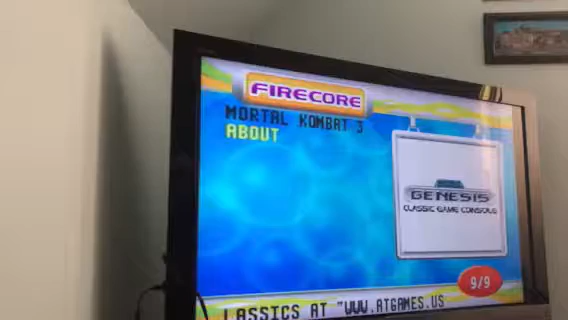 FIRECORE
MORTAL KOMBAT 3
ABOUT
GENESIS
CLASSIC GAME CONSOLE
9/9
LASSICS AT "WWW.ATGAMES.US